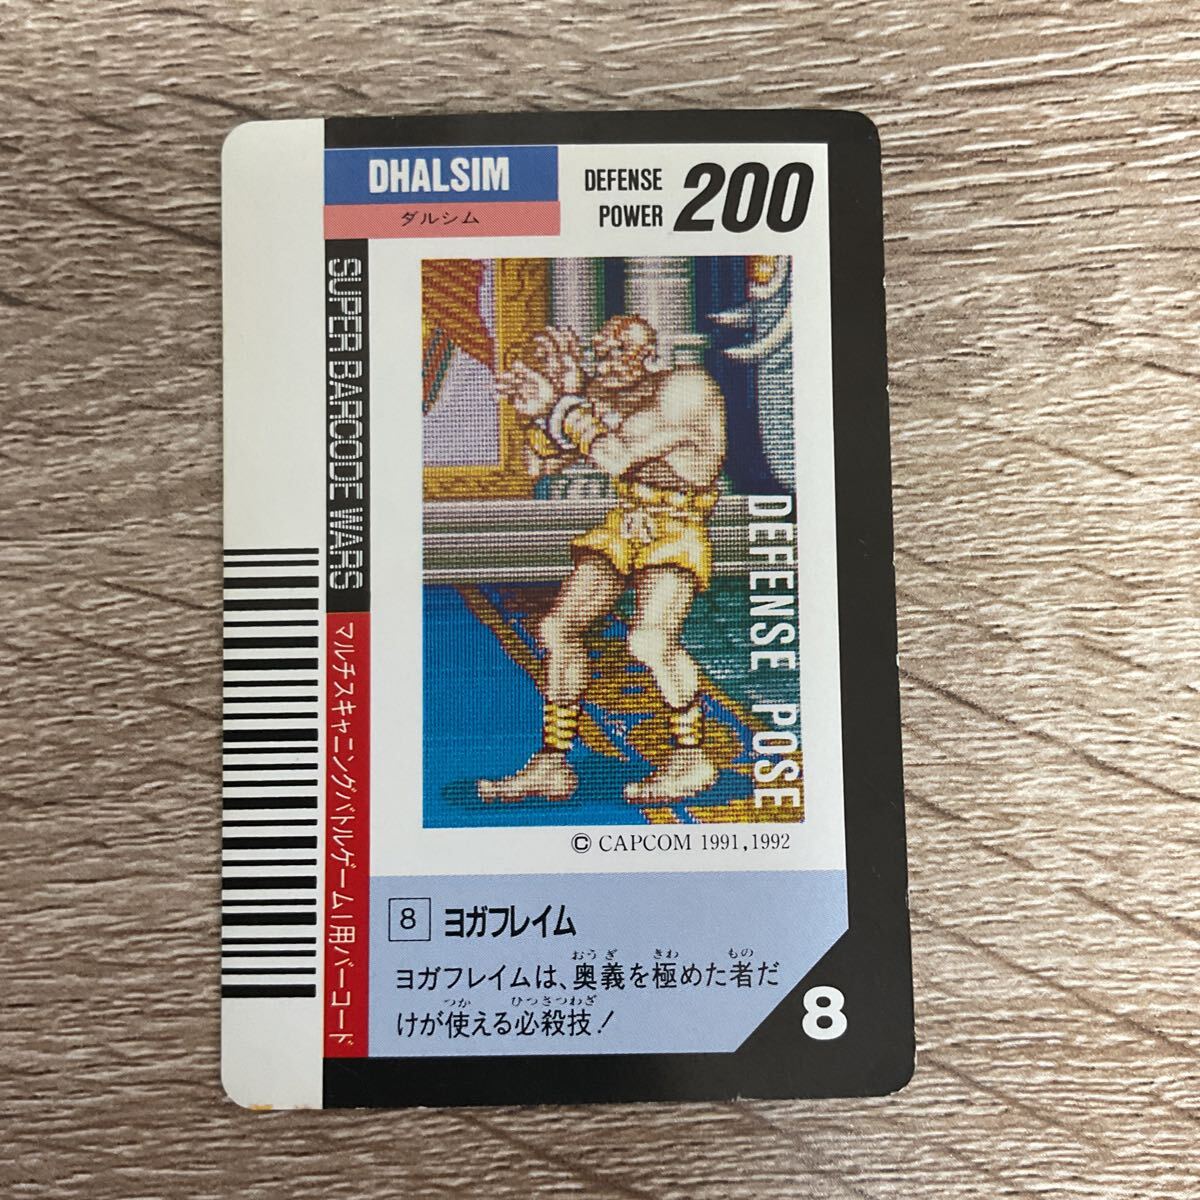 DHALSIM
ダルシム
DEFENSE
POWER
200
SUPER BARCODE WARS
マルチスキャニングバトルゲーム!用バーコード
DEFENSE POSE
© CAPCOM 1991,1992
8 ヨガフレイム
おうぎ きわ もの
ヨガフレイムは、奥義を極めた者だ
つか ひっさつわざ
けが使える必殺技!
8